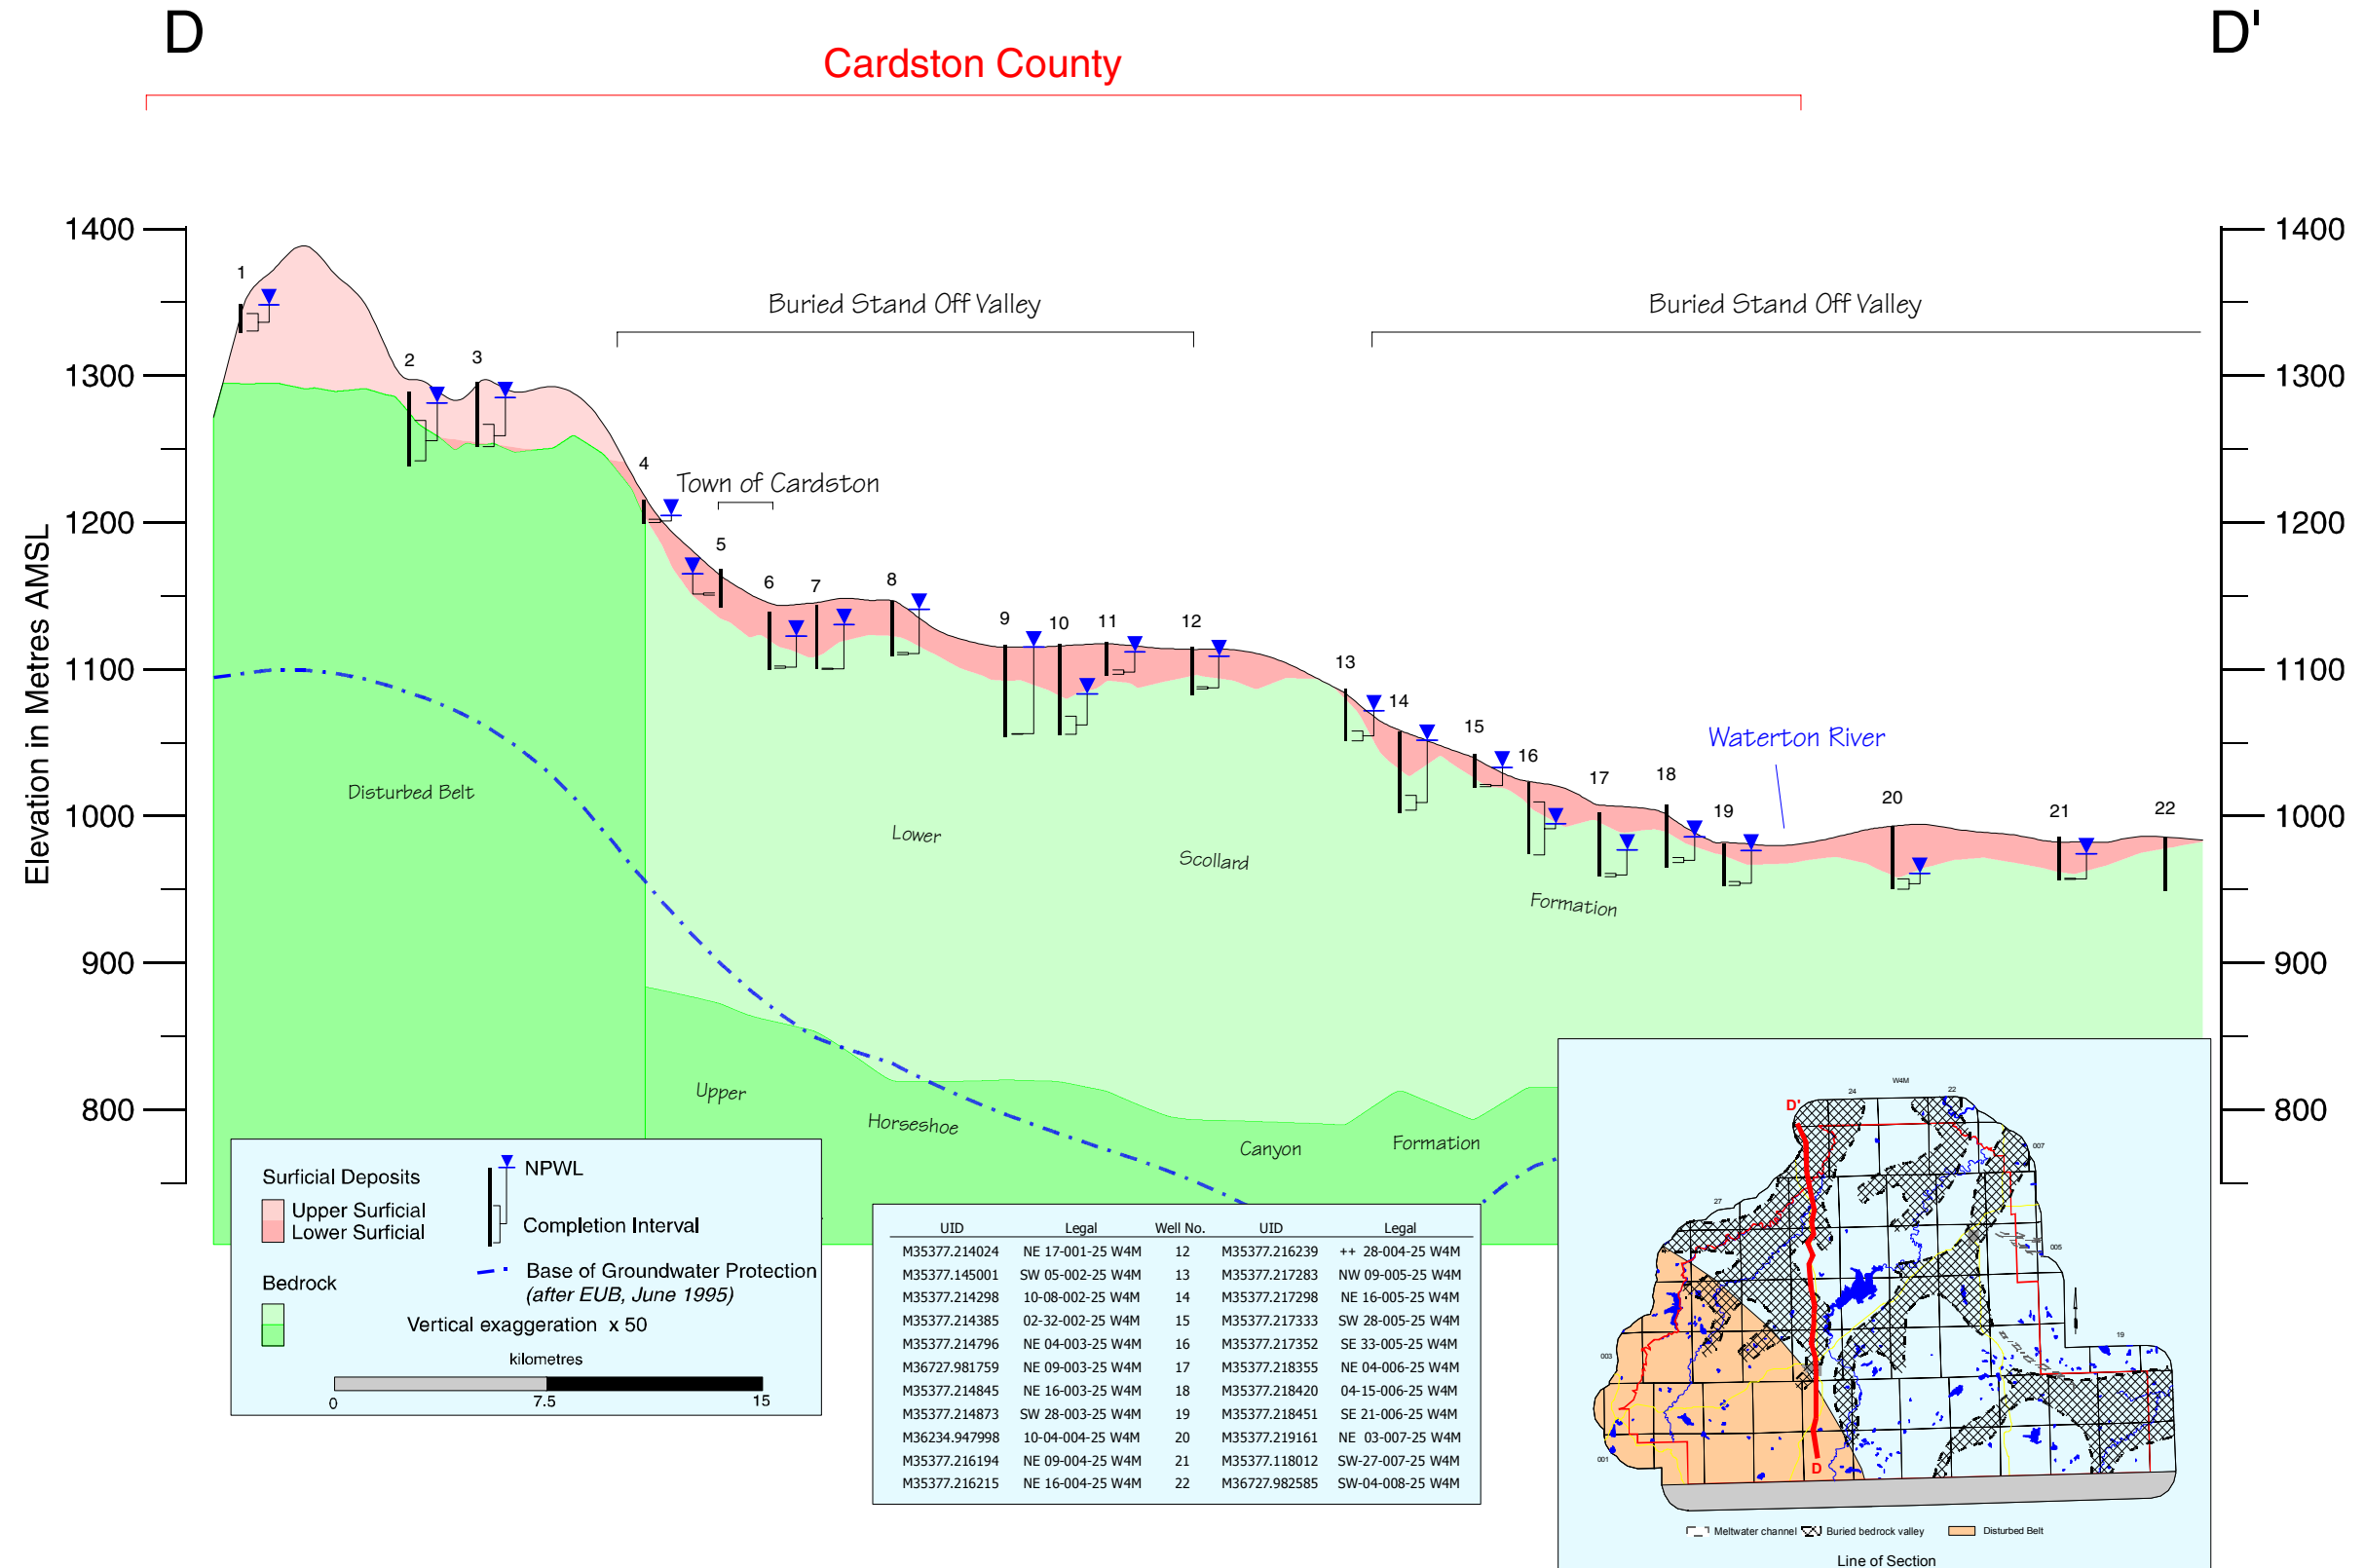 D
D'
Cardston County
1400
1300
1200
1100
1000
900
800
Elevation in Metres AMSL
1
2
3
4
5
6
7
8
9
10
11
12
13
14
15
16
17
18
19
20
21
22
Buried Stand Off Valley
Buried Stand Off Valley
Town of Cardston
Waterton River
Disturbed Belt
Lower
Scollard
Formation
Upper
Horseshoe
Canyon
Formation
1400
1300
1200
1100
1000
900
800
Surficial Deposits
Upper Surficial
Lower Surficial
Bedrock
NPWL
Completion Interval
Base of Groundwater Protection
(after EUB, June 1995)
Vertical exaggeration x 50
kilometres
0 7.5 15
UID Legal Well No. UID Legal
M35377.214024 NE 17-001-25 W4M 12 M35377.216239 ++ 28-004-25 W4M
M35377.145001 SW 05-002-25 W4M 13 M35377.217283 NW 09-005-25 W4M
M35377.214298 10-08-002-25 W4M 14 M35377.217298 NE 16-005-25 W4M
M35377.214385 02-32-002-25 W4M 15 M35377.217333 SW 28-005-25 W4M
M35377.214796 NE 04-003-25 W4M 16 M35377.217352 SE 33-005-25 W4M
M36727.981759 NE 09-003-25 W4M 17 M35377.218355 NE 04-006-25 W4M
M35377.214845 NE 16-003-25 W4M 18 M35377.218420 04-15-006-25 W4M
M35377.214873 SW 28-003-25 W4M 19 M35377.218451 SE 21-006-25 W4M
M36234.947998 10-04-004-25 W4M 20 M35377.219161 NE 03-007-25 W4M
M35377.216194 NE 09-004-25 W4M 21 M35377.118012 SW-27-007-25 W4M
M35377.216215 NE 16-004-25 W4M 22 M36727.982585 SW-04-008-25 W4M
W4M
24
22
D'
007
27
005
19
003
001
D
Meltwater channel
Buried bedrock valley
Disturbed Belt
Line of Section